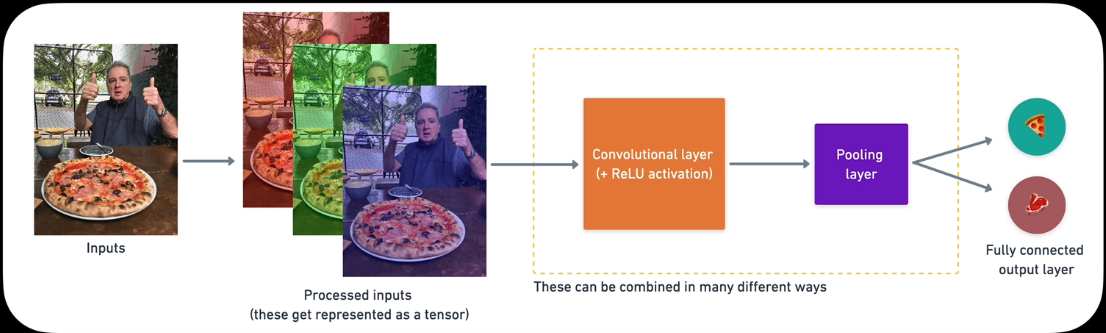 Inputs
Processed inputs
(these get represented as a tensor)
Convolutional layer
(+ ReLU activation)
Pooling
layer
These can be combined in many different ways
Fully connected
output layer